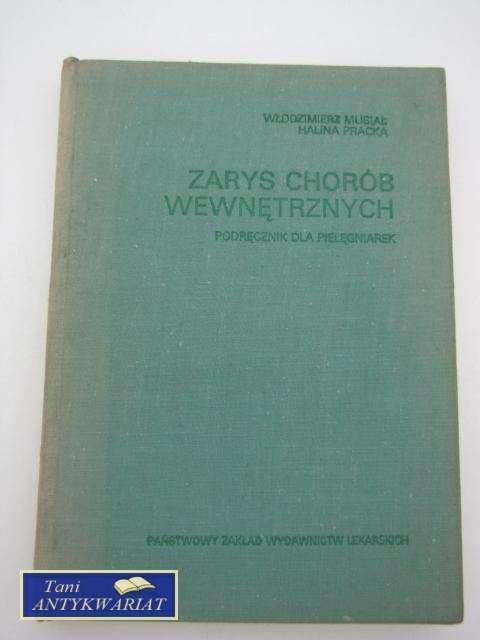 WŁODZIMIERZ MUSIAŁ
HALINA PRACKA
ZARYS CHORÓB
WEWNĘTRZNYCH
PODRĘCZNIK DLA PIELĘGNIAREK
PAŃSTWOWY ZAKŁAD WYDAWNICTW LEKARSKICH
Tani
ANTYKWARIAT